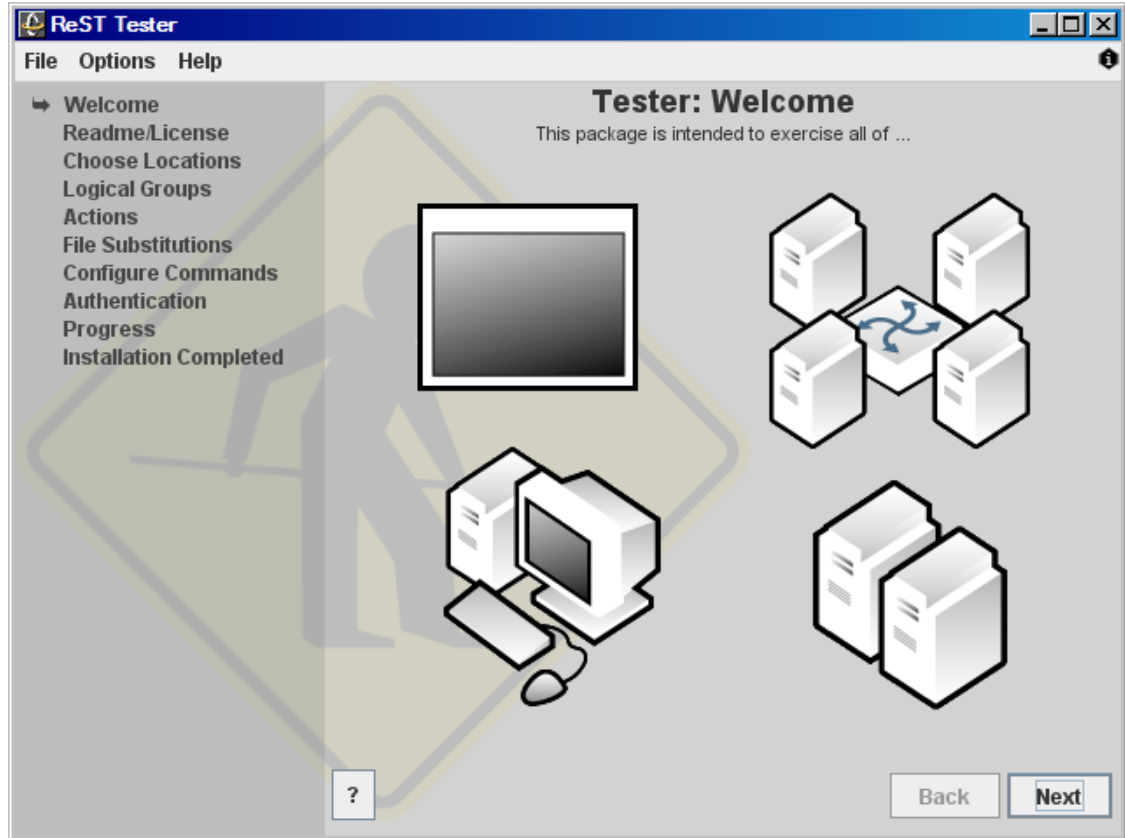 ReST Tester
File Options Help
Welcome
Readme/License
Choose Locations
Logical Groups
Actions
File Substitutions
Configure Commands
Authentication
Progress
Installation Completed
Tester: Welcome
This package is intended to exercise all of ...
?
Back
Next